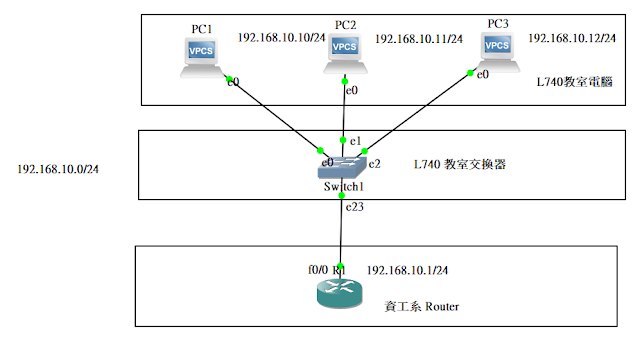 PC1
PC2
PC3
192.168.10.10/24
192.168.10.11/24
192.168.10.12/24
VPCS
VPCS
VPCS
e0
e0
e0
L740教室電腦
192.168.10.0/24
e1
e0
e2
L740 教室交換器
Switch1
e23
f0/0 R1
192.168.10.1/24
資工系 Router